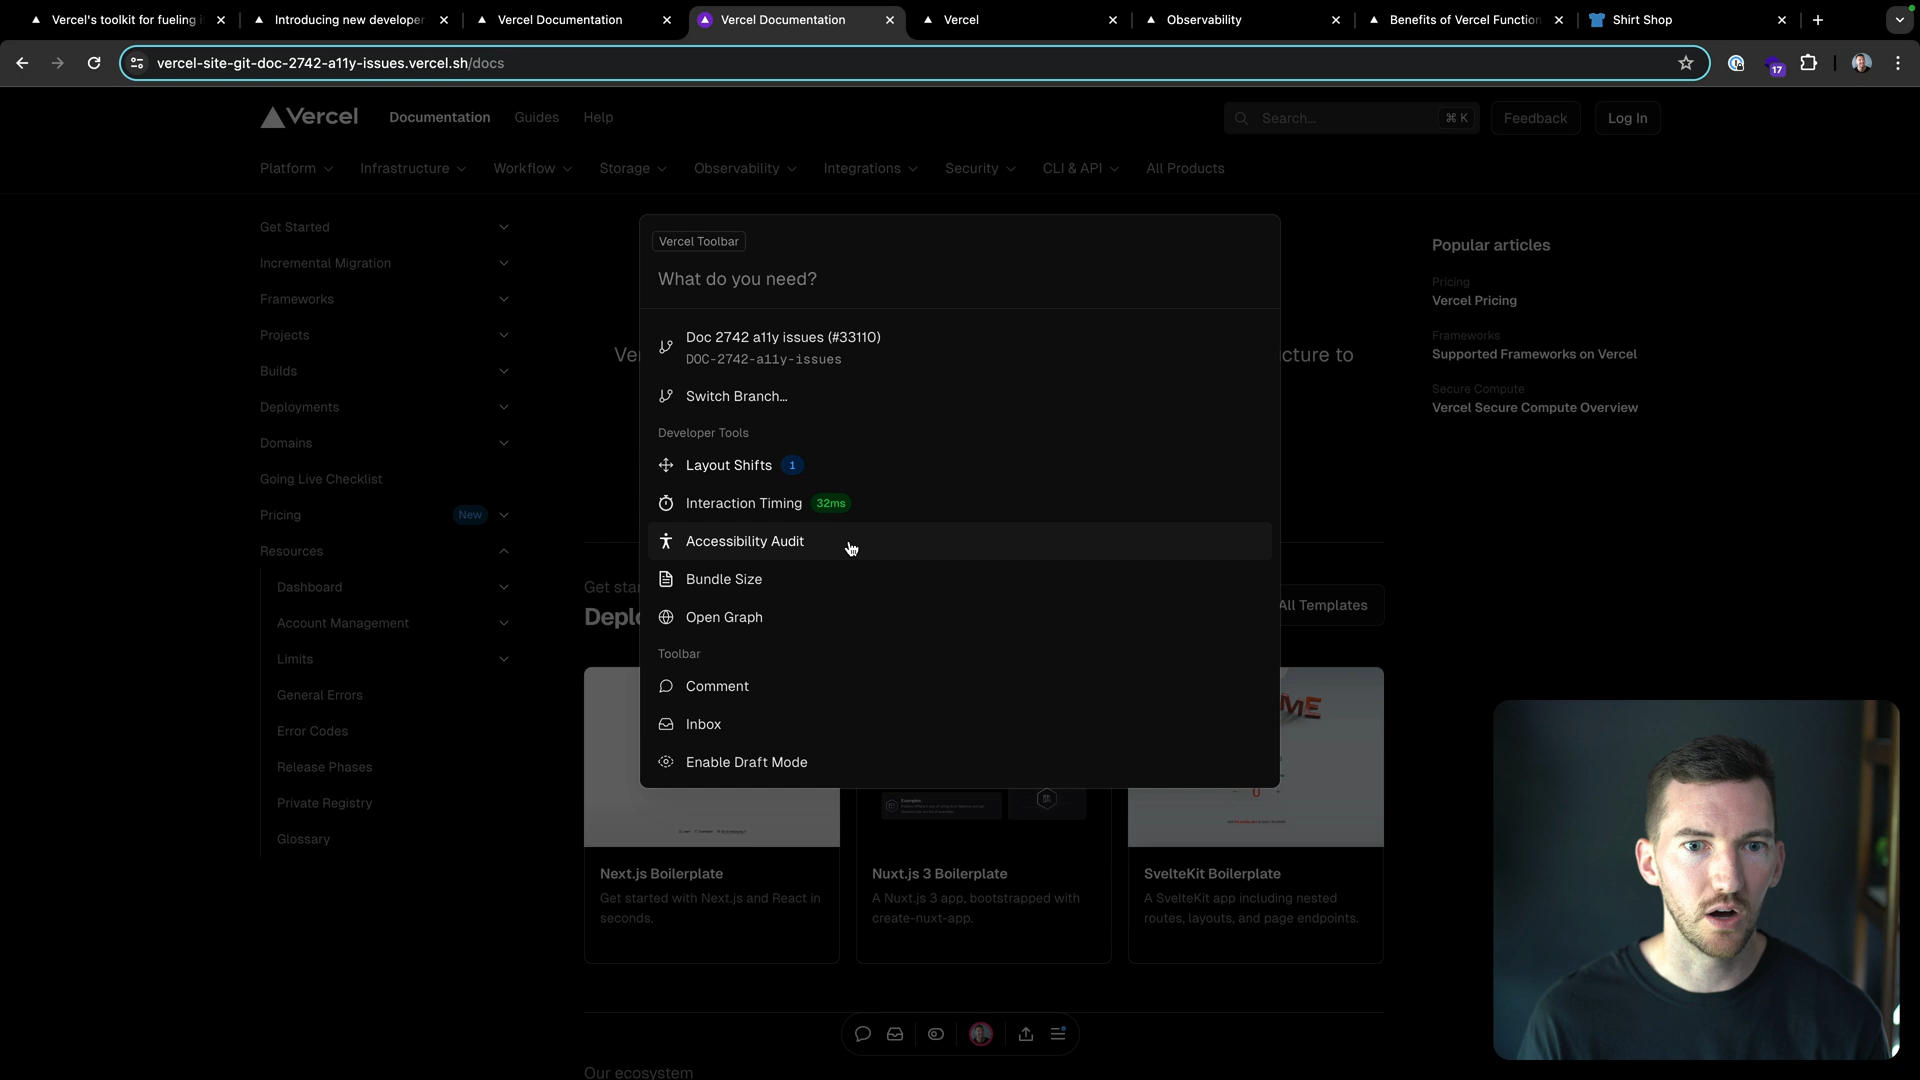 Vercel's toolkit for fueling
Introducing new developer
Vercel Documentation
Vercel Documentation
Vercel
Observability
Benefits of Vercel Function
Shirt Shop
vercel-site-git-doc-2742-a11y-issues.vercel.sh/docs
17
Vercel
Documentation
Guides
Help
Search...
⌘ K
Feedback
Log In
Platform
Infrastructure
Workflow
Storage
Observability
Integrations
Security
CLI & API
All Products
Get Started
Incremental Migration
Frameworks
Projects
Builds
Deployments
Domains
Going Live Checklist
Pricing
New
Resources
Dashboard
Account Management
Limits
General Errors
Error Codes
Release Phases
Private Registry
Glossary
Vercel Toolbar
What do you need?
Doc 2742 a11y issues (#33110)
DOC-2742-a11y-issues
Switch Branch...
Developer Tools
Layout Shifts 1
Interaction Timing 32ms
Accessibility Audit
Bundle Size
Open Graph
Toolbar
Comment
Inbox
Enable Draft Mode
Ve
cture to
Get sta
Deplo
All Templates
Popular articles
Pricing
Vercel Pricing
Frameworks
Supported Frameworks on Vercel
Secure Compute
Vercel Secure Compute Overview
Next.js Boilerplate
Get started with Next.js and React in
seconds.
Nuxt.js 3 Boilerplate
A Nuxt.js 3 app, bootstrapped with
create-nuxt-app.
SvelteKit Boilerplate
A SvelteKit app including nested
routes, layouts, and page endpoints.
Our ecosystem